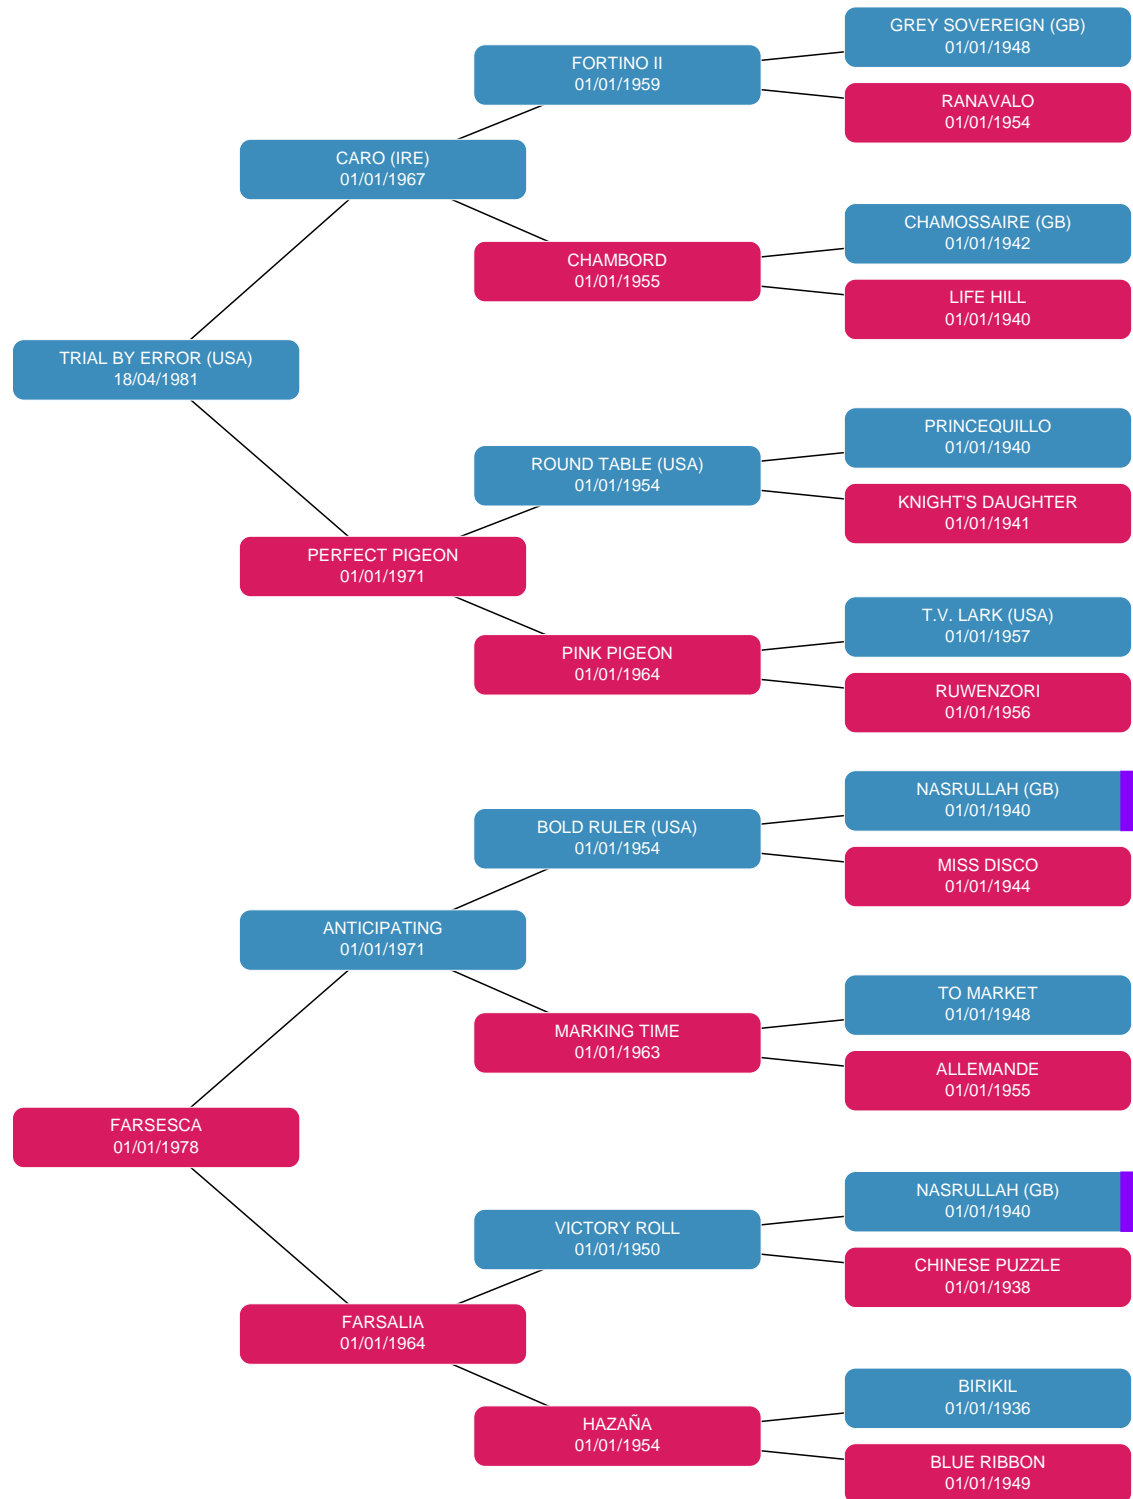 GREY SOVEREIGN (GB)
01/01/1948
FORTINO II
01/01/1959
RANAVALO
01/01/1954
CARO (IRE)
01/01/1967
CHAMOSSAIRE (GB)
01/01/1942
CHAMBORD
01/01/1955
LIFE HILL
01/01/1940
TRIAL BY ERROR (USA)
18/04/1981
PRINCEQUILLO
01/01/1940
ROUND TABLE (USA)
01/01/1954
KNIGHT'S DAUGHTER
01/01/1941
PERFECT PIGEON
01/01/1971
T.V. LARK (USA)
01/01/1957
PINK PIGEON
01/01/1964
RUWENZORI
01/01/1956
NASRULLAH (GB)
01/01/1940
BOLD RULER (USA)
01/01/1954
MISS DISCO
01/01/1944
ANTICIPATING
01/01/1971
TO MARKET
01/01/1948
MARKING TIME
01/01/1963
ALLEMANDE
01/01/1955
FARSESCA
01/01/1978
NASRULLAH (GB)
01/01/1940
VICTORY ROLL
01/01/1950
CHINESE PUZZLE
01/01/1938
FARSALIA
01/01/1964
BIRIKIL
01/01/1936
HAZAÑA
01/01/1954
BLUE RIBBON
01/01/1949